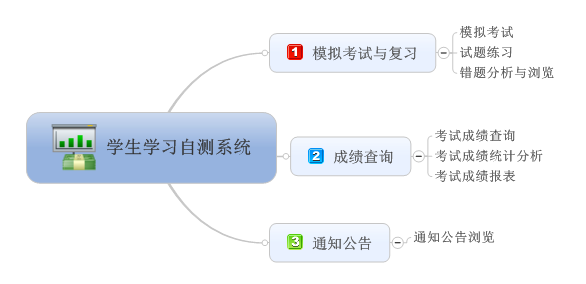 学生学习自测系统
1 模拟考试与复习
模拟考试
试题练习
错题分析与浏览
2 成绩查询
考试成绩查询
考试成绩统计分析
考试成绩报表
3 通知公告
通知公告浏览